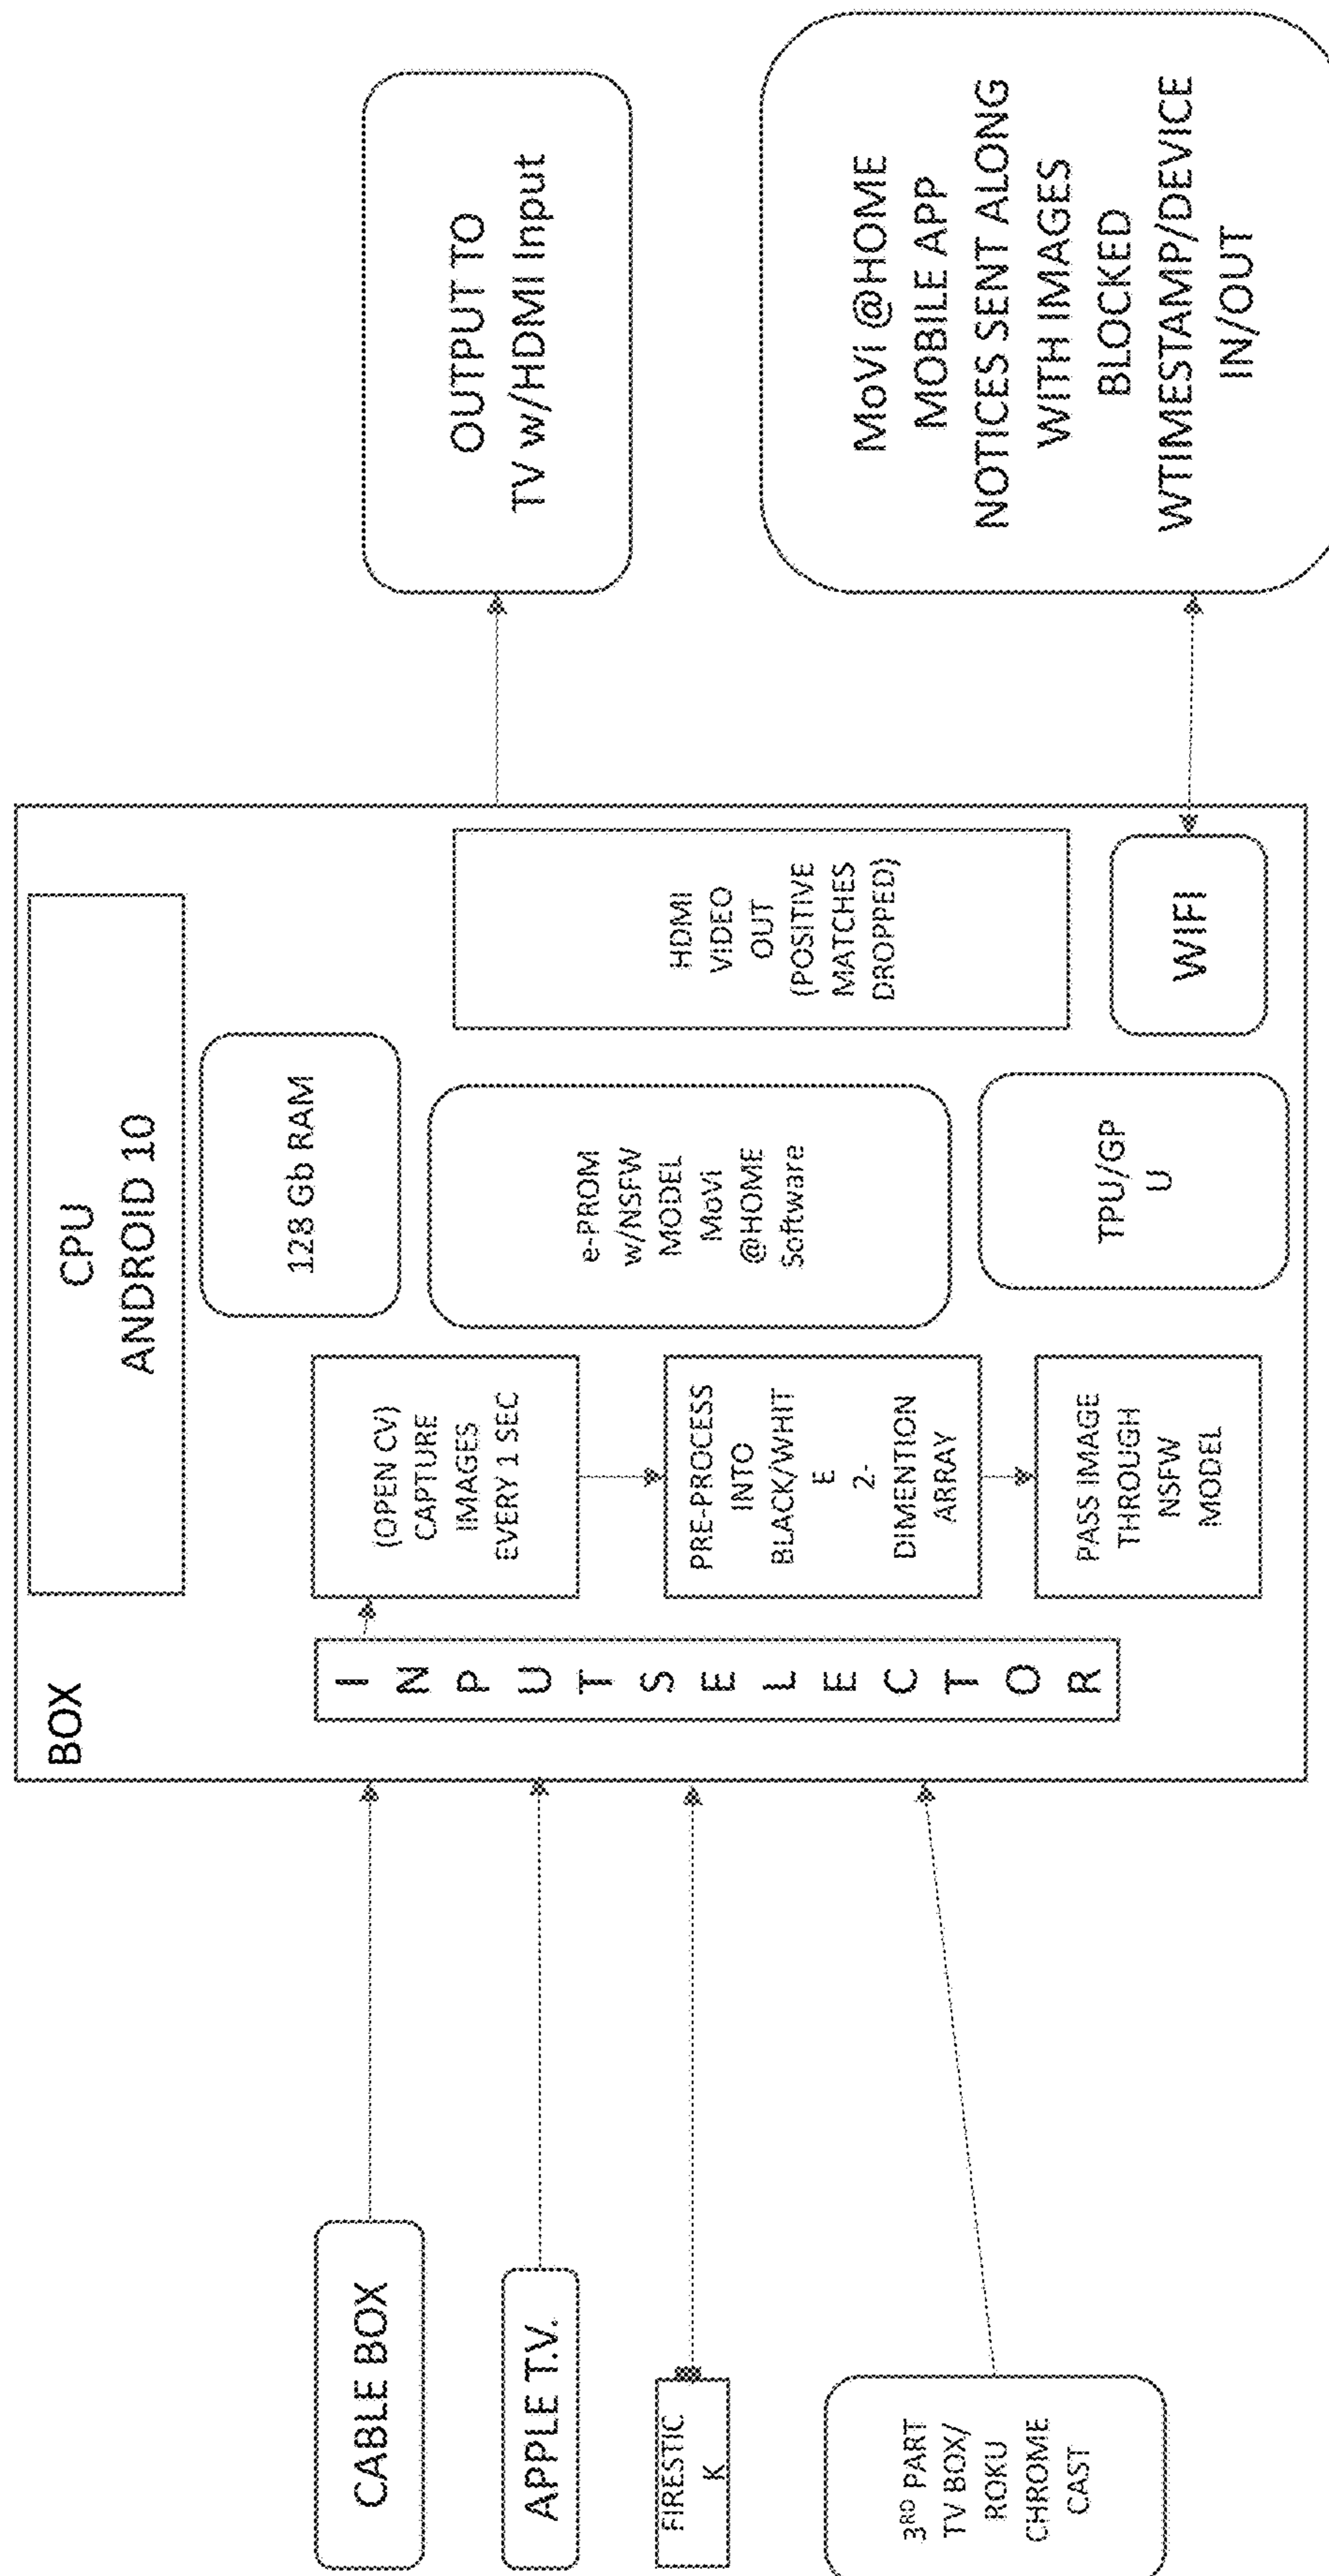 BOX
CPU
ANDROID 10
CABLE BOX
APPLE T.V.
FIRESTIC
K
3RD PART
TV BOX/
ROKU
CHROME
CAST
I
N
P
U
T
S
E
L
E
C
T
O
R
(OPEN CV)
CAPTURE
IMAGES
EVERY 1 SEC
PRE-PROCESS
INTO
BLACK/WHIT
E
2-
DIMENTION
ARRAY
PASS IMAGE
THROUGH
NSFW
MODEL
128 Gb RAM
e-PROM
w/NSFW
MODEL
MoVi
@HOME
Software
TPU/GP
U
HDMI
VIDEO
OUT
(POSITIVE
MATCHES
DROPPED)
WIFI
OUTPUT TO
TV w/HDMI Input
MoVi @HOME
MOBILE APP
NOTICES SENT ALONG
WITH IMAGES
BLOCKED
WTIMESTAMP/DEVICE
IN/OUT